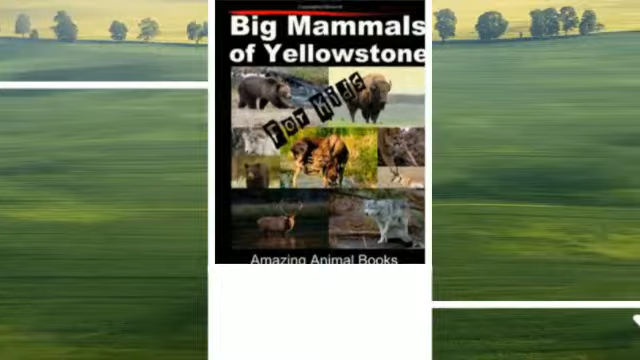 Big Mammals
of Yellowstone
For Kids
Amazing Animal Books